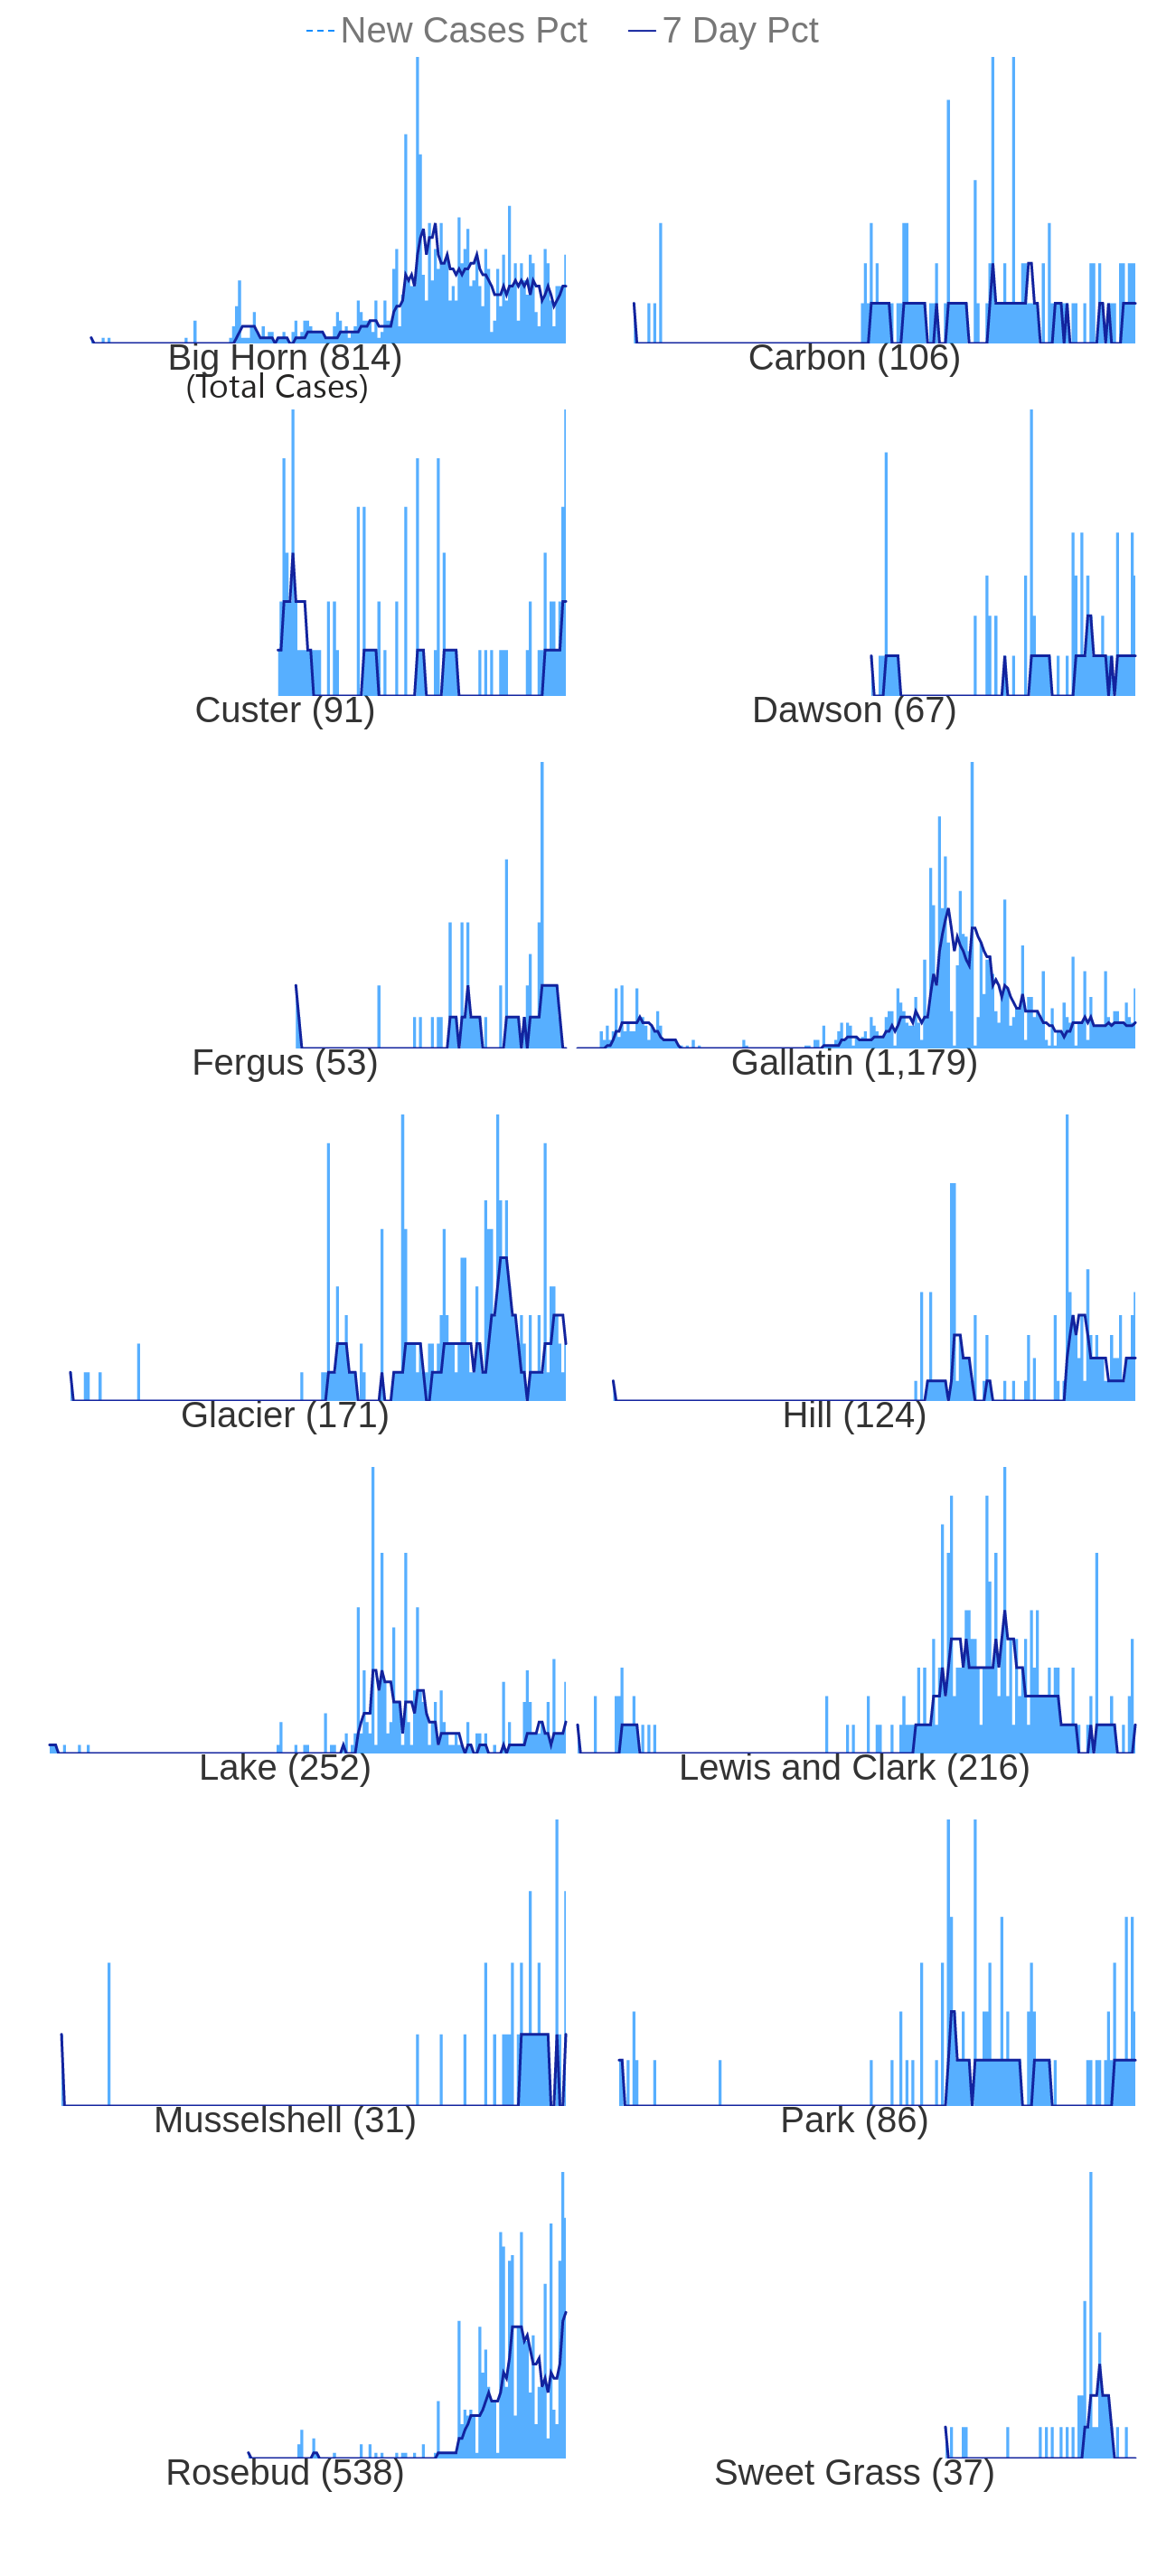 New Cases Pct 7 Day Pct
Big Horn (814) Carbon (106)
(Total Cases)
Custer (91) Dawson (67)
Fergus (53) Gallatin (1,179)
Glacier (171) Hill (124)
Lake (252) Lewis and Clark (216)
Musselshell (31) Park (86)
Rosebud (538) Sweet Grass (37)